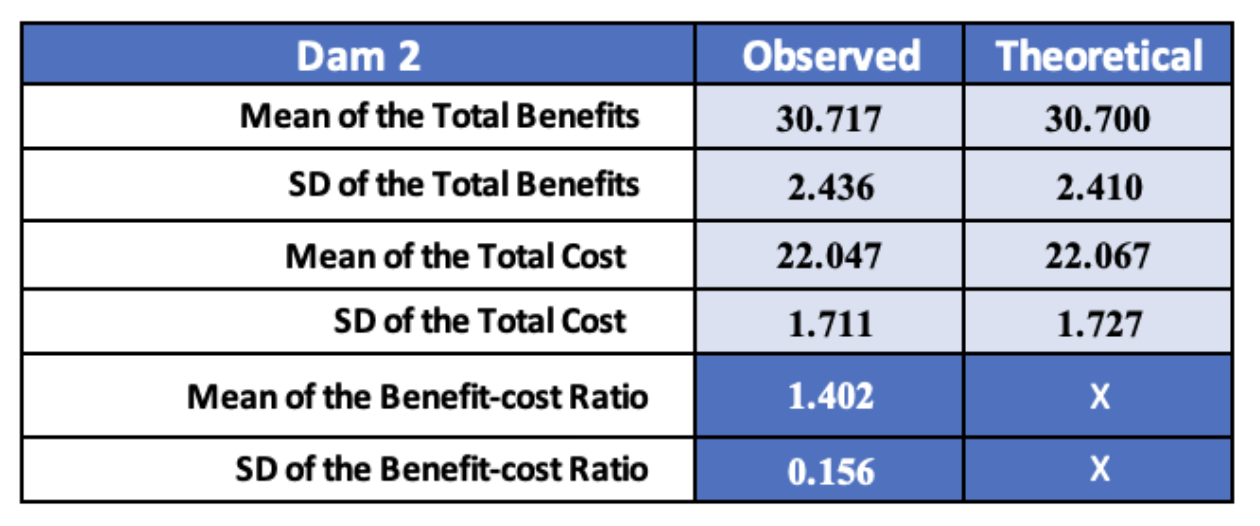 Dam 2 Observed Theoretical
Mean of the Total Benefits 30.717 30.700
SD of the Total Benefits 2.436 2.410
Mean of the Total Cost 22.047 22.067
SD of the Total Cost 1.711 1.727
Mean of the Benefit-cost Ratio 1.402 X
SD of the Benefit-cost Ratio 0.156 X